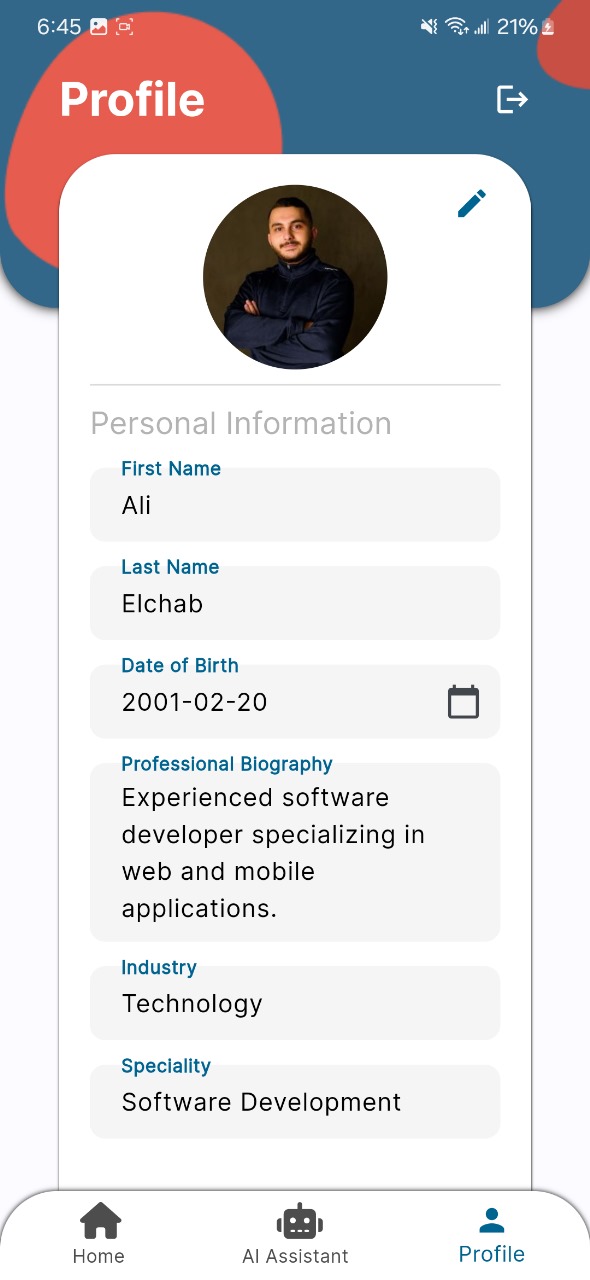 6:45
21%
Profile
Personal Information
First Name
Ali
Last Name
Elchab
Date of Birth
2001-02-20
Professional Biography
Experienced software
developer specializing in
web and mobile
applications.
Industry
Technology
Speciality
Software Development
Home
AI Assistant
Profile